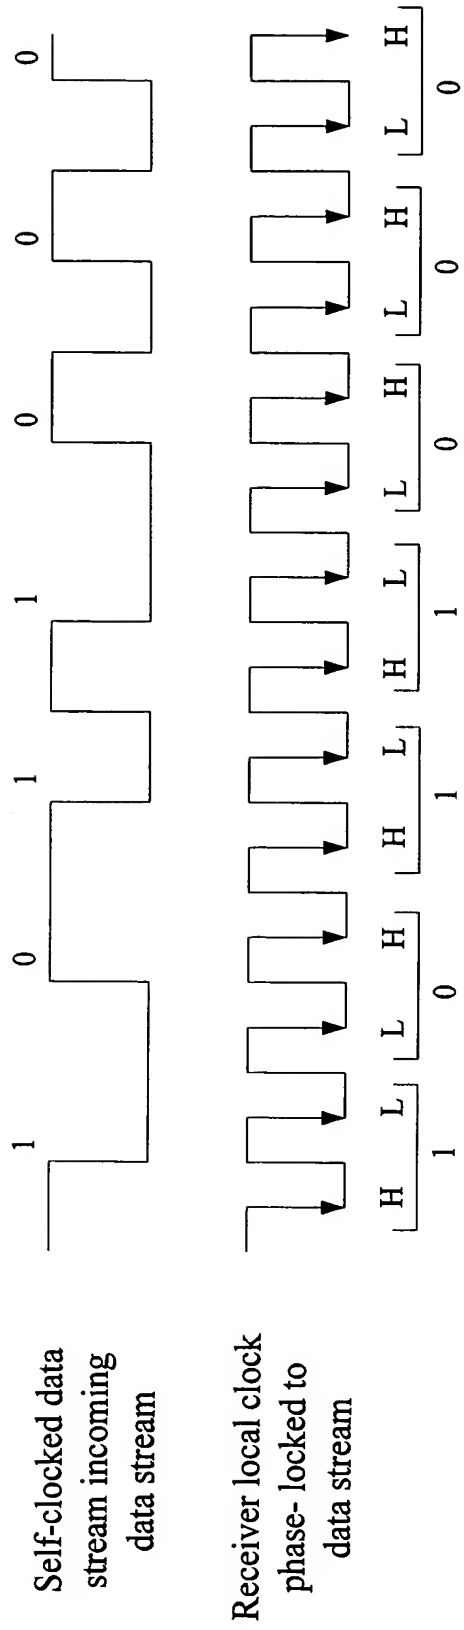 1 0 1 1 0 0 0
Self-clocked data
stream incoming
data stream
Receiver local clock
phase- locked to
data stream
H L L H H L H L L H L H L H
1 0 1 1 0 0 0